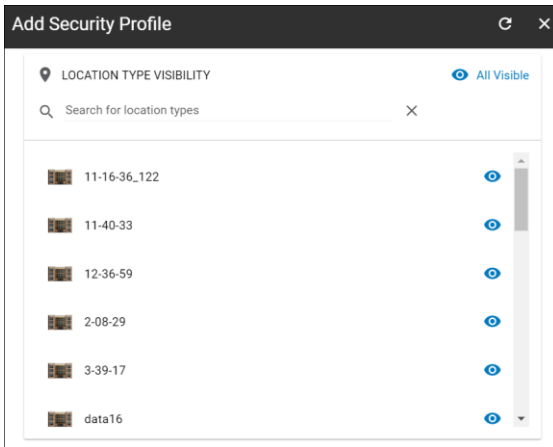 Add Security Profile
LOCATION TYPE VISIBILITY
All Visible
Search for location types
11-16-36_122
11-40-33
12-36-59
2-08-29
3-39-17
data16